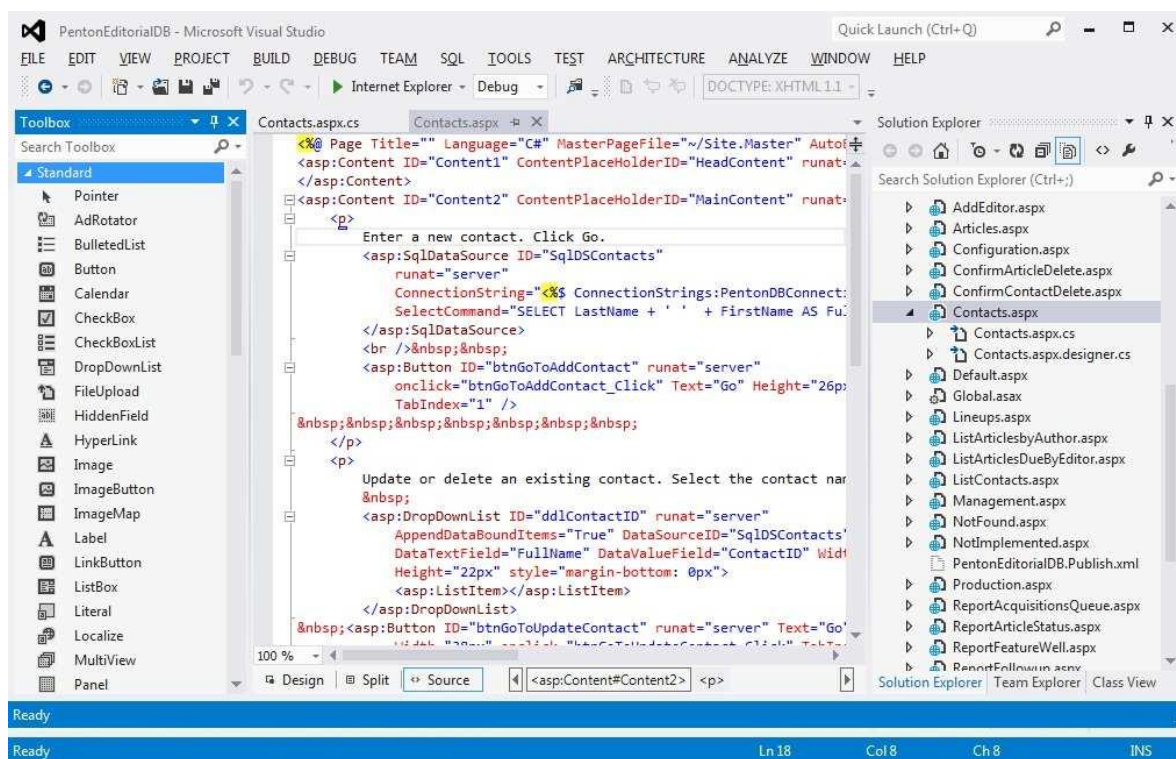 PentonEditorialDB - Microsoft Visual Studio
Quick Launch (Ctrl+Q)
FILE EDIT VIEW PROJECT BUILD DEBUG TEAM SQL TOOLS TEST ARCHITECTURE ANALYZE WINDOW HELP
Internet Explorer Debug DOCTYPE: XHTML 1.1
Toolbox
Search Toolbox
Standard
Pointer
AdRotator
BulletedList
Button
Calendar
CheckBox
CheckBoxList
DropDownList
FileUpload
HiddenField
HyperLink
Image
ImageButton
ImageMap
Label
LinkButton
ListBox
Literal
Localize
MultiView
Panel
Contacts.aspx.cs Contacts.aspx
<%@ Page Title="" Language="C#" MasterPageFile="~/Site.Master" AutoE
<asp:Content ID="Content1" ContentPlaceHolderID="HeadContent" runat=
</asp:Content>
<asp:Content ID="Content2" ContentPlaceHolderID="MainContent" runat=
<p>
Enter a new contact. Click Go.
<asp:SqlDataSource ID="SqlDSContacts"
runat="server"
ConnectionString="<%$ ConnectionStrings:PentonDBConnecti
SelectCommand="SELECT LastName + ' ' + FirstName AS Ful
</asp:SqlDataSource>
<br />&nbsp;&nbsp;
<asp:Button ID="btnGoToAddContact" runat="server"
onclick="btnGoToAddContact_Click" Text="Go" Height="26px
TabIndex="1" />
&nbsp;&nbsp;&nbsp;&nbsp;&nbsp;&nbsp;&nbsp;
</p>
<p>
Update or delete an existing contact. Select the contact nam
&nbsp;
<asp:DropDownList ID="ddlContactID" runat="server"
AppendDataBoundItems="True" DataSourceID="SqlDSContacts"
DataTextField="FullName" DataValueField="ContactID" Widt
Height="22px" style="margin-bottom: 0px">
<asp:ListItem></asp:ListItem>
</asp:DropDownList>
&nbsp;<asp:Button ID="btnGoToUpdateContact" runat="server" Text="Go"
100 %
Design Split Source <asp:Content#Content2> <p>
Solution Explorer
Search Solution Explorer (Ctrl+;)
AddEditor.aspx
Articles.aspx
Configuration.aspx
ConfirmArticleDelete.aspx
ConfirmContactDelete.aspx
Contacts.aspx
Contacts.aspx.cs
Contacts.aspx.designer.cs
Default.aspx
Global.asax
Lineups.aspx
ListArticlesbyAuthor.aspx
ListArticlesDueByEditor.aspx
ListContacts.aspx
Management.aspx
NotFound.aspx
NotImplemented.aspx
PentonEditorialDB.Publish.xml
Production.aspx
ReportAcquisitionsQueue.aspx
ReportArticleStatus.aspx
ReportFeatureWell.aspx
ReportFollowup.aspx
Solution Explorer Team Explorer Class View
Ready
Ready Ln 18 Col 8 Ch 8 INS